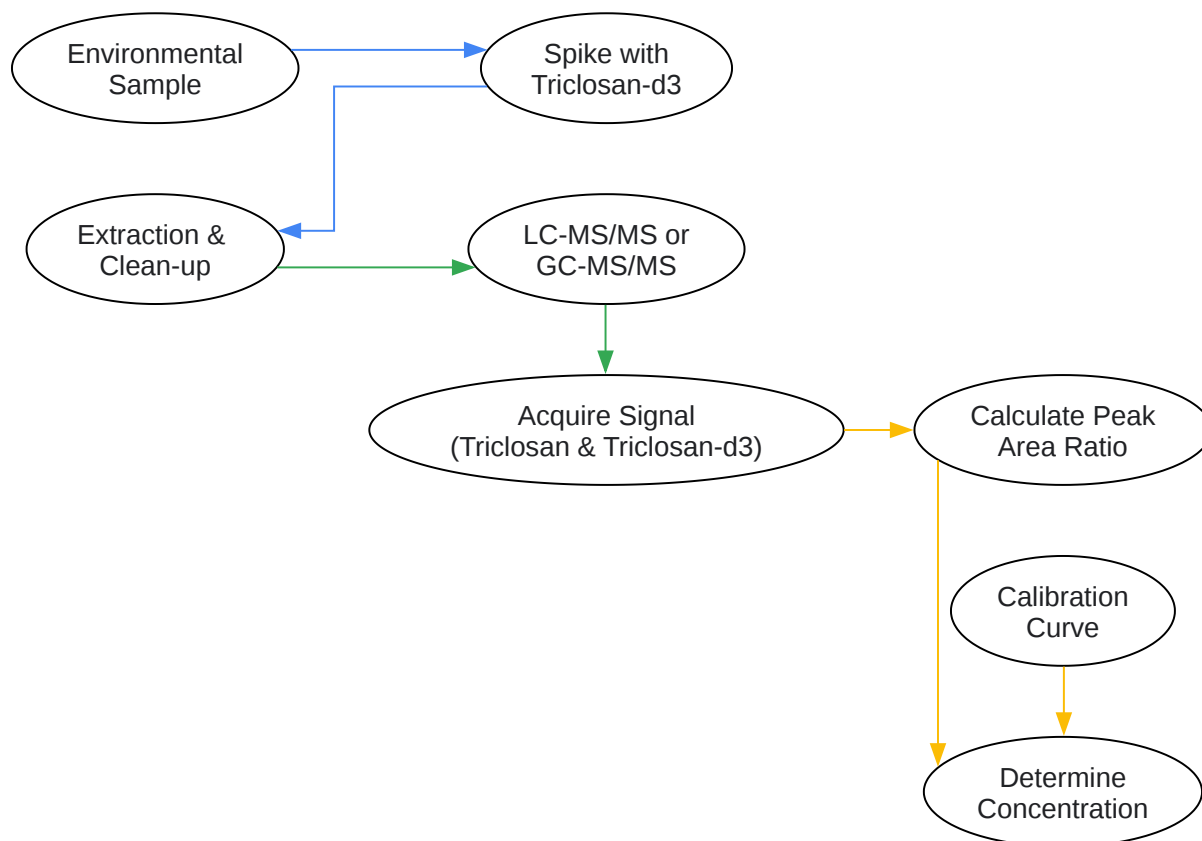 Environmental
Sample
Spike with
Triclosan-d3
Extraction &
Clean-up
LC-MS/MS or
GC-MS/MS
Acquire Signal
(Triclosan & Triclosan-d3)
Calculate Peak
Area Ratio
Calibration
Curve
Determine
Concentration